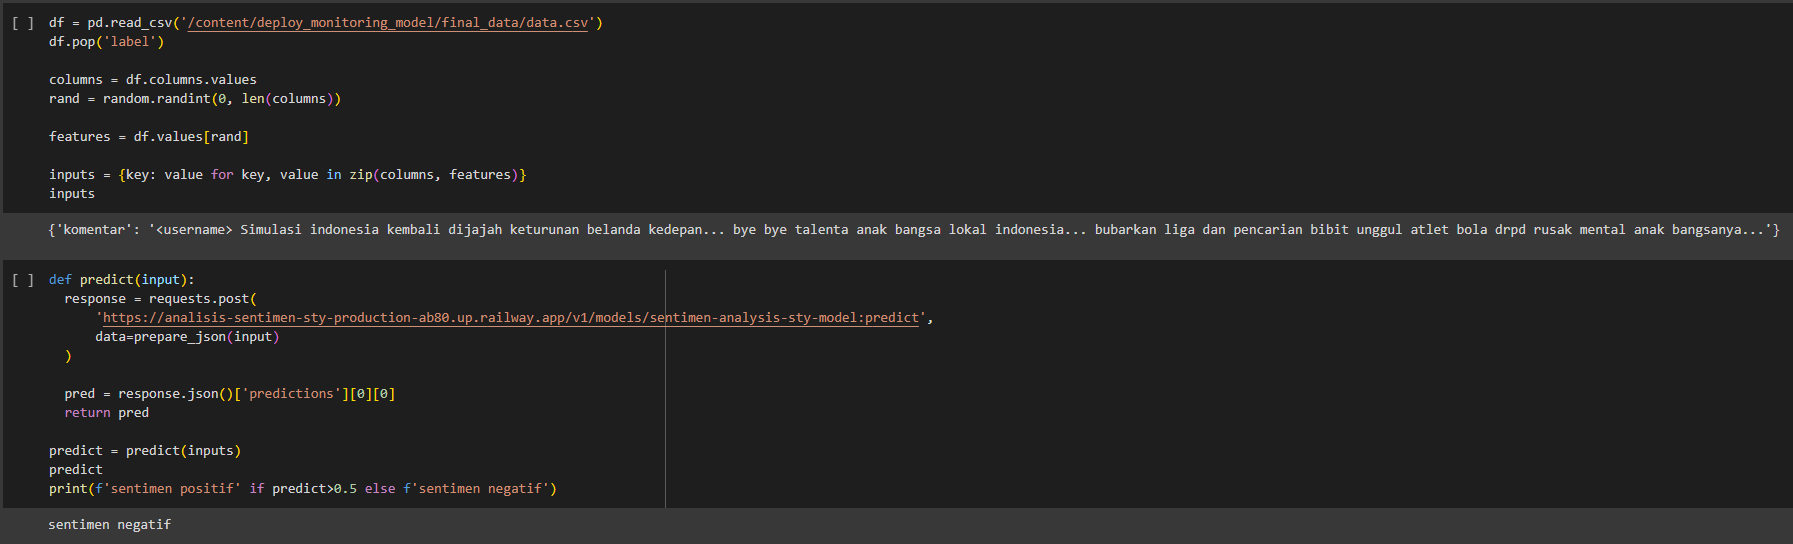 [ ] df = pd.read_csv('/content/deploy_monitoring_model/final_data/data.csv')
df.pop('label')
columns = df.columns.values
rand = random.randint(0, len(columns))
features = df.values[rand]
inputs = {key: value for key, value in zip(columns, features)}
inputs
{'komentar': '<username> Simulasi indonesia kembali dijajah keturunan belanda kedepan... bye bye talenta anak bangsa lokal indonesia... bubarkan liga dan pencarian bibit unggul atlet bola drpd rusak mental anak bangsanya...'}
[ ] def predict(input):
response = requests.post(
'https://analisis-sentimen-sty-production-ab80.up.railway.app/v1/models/sentimen-analysis-sty-model:predict',
data=prepare_json(input)
)
pred = response.json()['predictions'][0][0]
return pred
predict = predict(inputs)
predict
print(f'sentimen positif' if predict>0.5 else f'sentimen negatif')
sentimen negatif